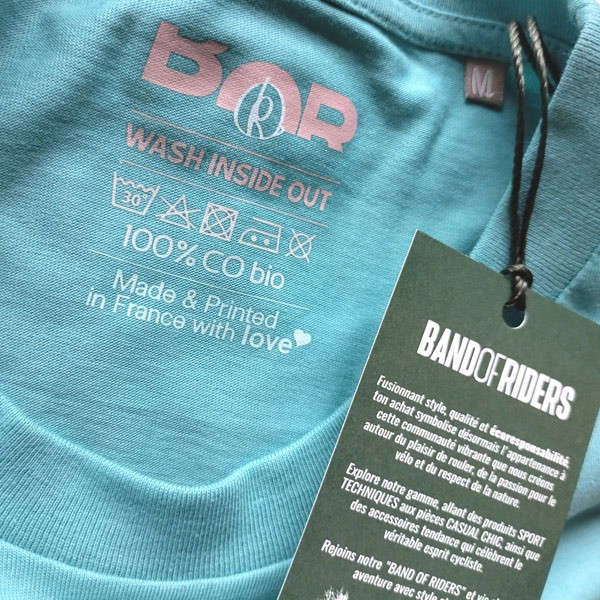 BOR
R
M
WASH INSIDE OUT
30
100% CO bio
Made & Printed
in France with love
BANDOFRIDERS
Fusionnant style, qualité et écoresponsabilité,
ton achat symbolise désormais l'appartenance à
cette communauté vibrante que nous créons
autour du plaisir de rouler, de la passion pour le
vélo et du respect de la nature.
Explore notre gamme, allant des produits SPORT
TECHNIQUES aux pièces CASUAL CHIC, ainsi que
des accessoires tendance qui célèbrent le
véritable esprit cycliste.
Rejoins notre "BAND OF RIDERS" et
aventure avec style